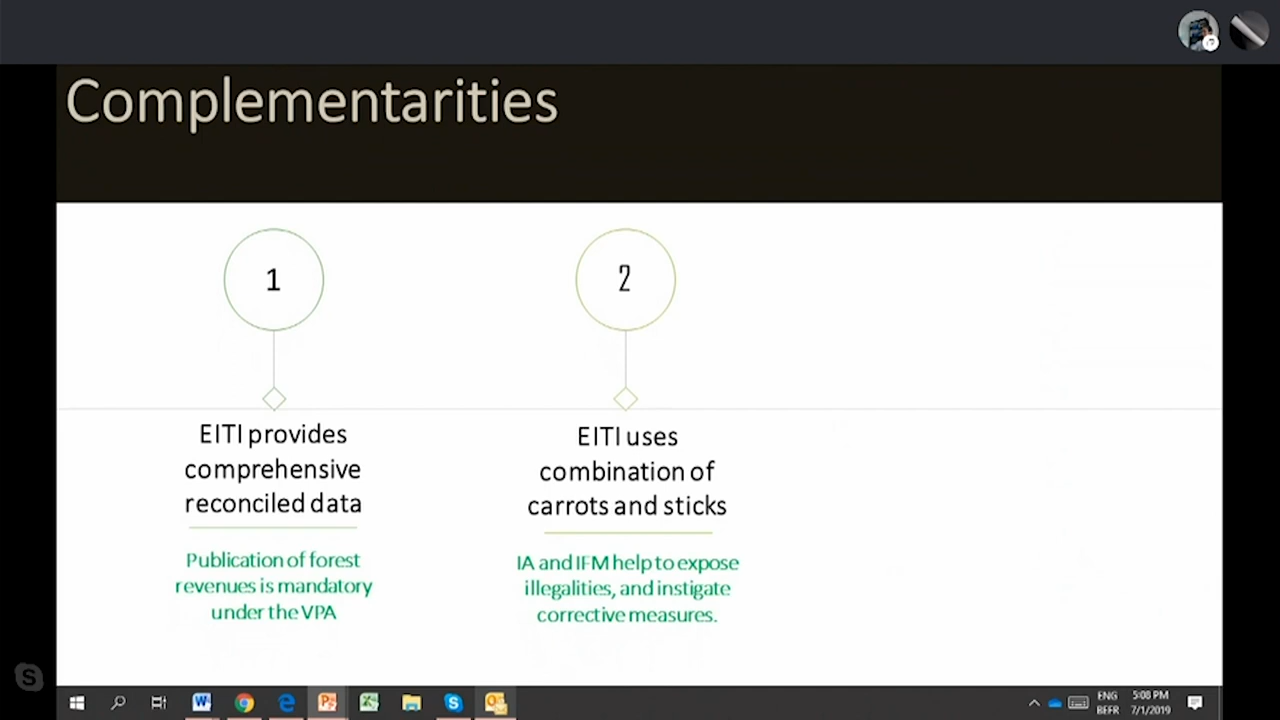 Complementarities
1
2
EITI provides
comprehensive
reconciled data
EITI uses
combination of
carrots and sticks
Publication of forest
revenues is mandatory
under the VPA
IA and IFM help to expose
illegalities, and instigate
corrective measures.
ENG
BEFR
5:08 PM
7/1/2019